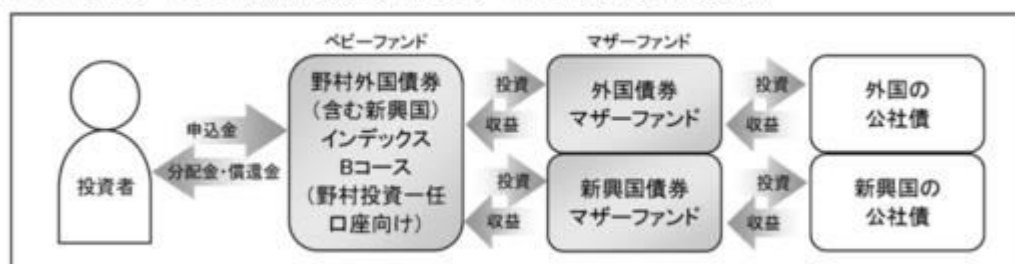 ベビーファンド
マザーファンド
投資者
申込金
分配金・償還金
野村外国債券
(含む新興国)
インデックス
Bコース
(野村投資一任
口座向け)
投資
収益
外国債券
マザーファンド
投資
収益
外国の
公社債
投資
収益
新興国債券
マザーファンド
投資
収益
新興国の
公社債